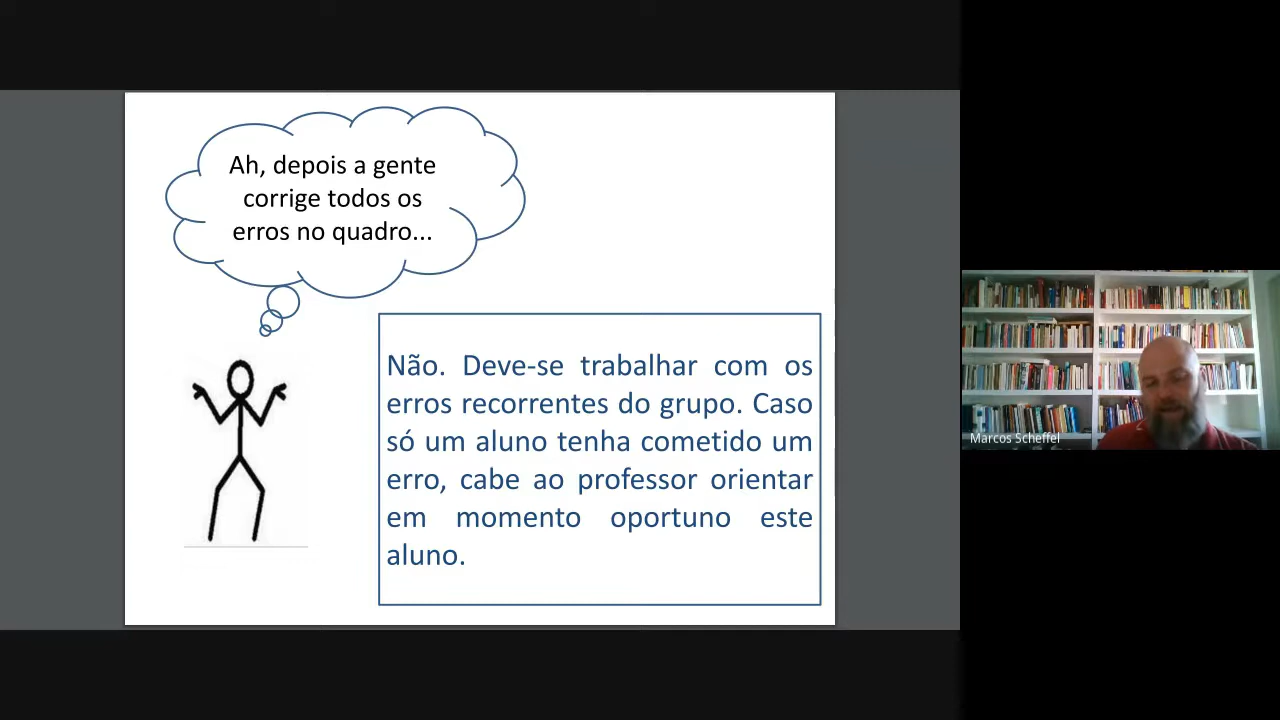 Ah, depois a gente
corrige todos os
erros no quadro...
Não. Deve-se trabalhar com os
erros recorrentes do grupo. Caso
só um aluno tenha cometido um
erro, cabe ao professor orientar
em momento oportuno este
aluno.
Marcos Scheffel